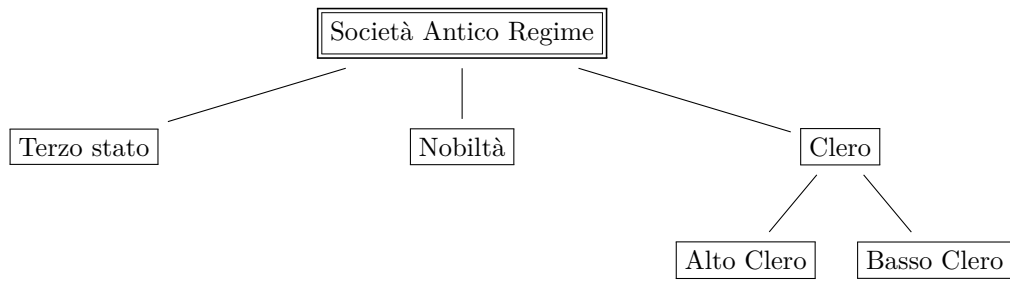 Società Antico Regime
Terzo stato
Nobiltà
Clero
Alto Clero
Basso Clero